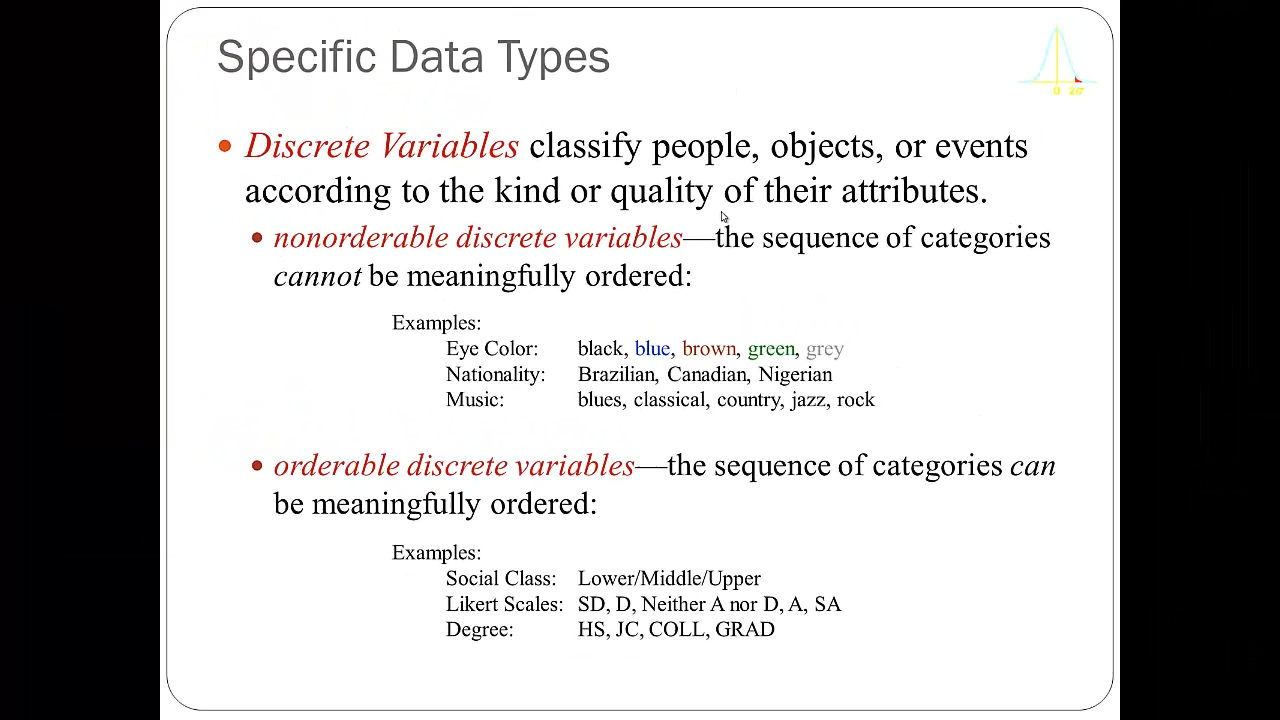 Specific Data Types
0 2σ
• Discrete Variables classify people, objects, or events
according to the kind or quality of their attributes.
• nonorderable discrete variables—the sequence of categories
cannot be meaningfully ordered:
Examples:
Eye Color: black, blue, brown, green, grey
Nationality: Brazilian, Canadian, Nigerian
Music: blues, classical, country, jazz, rock
• orderable discrete variables—the sequence of categories can
be meaningfully ordered:
Examples:
Social Class: Lower/Middle/Upper
Likert Scales: SD, D, Neither A nor D, A, SA
Degree: HS, JC, COLL, GRAD